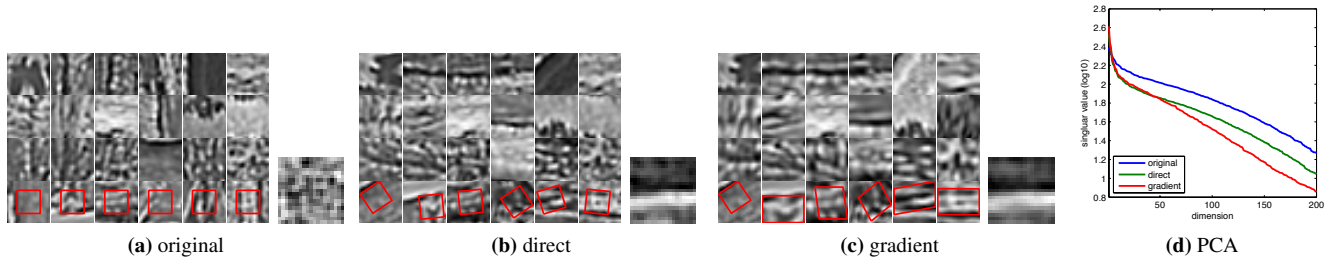 (a) original
(b) direct
(c) gradient
2.8
2.6
2.4
2.2
2
1.8
1.6
1.4
1.2
1
0.8
singluar value (log10)
original
direct
gradient
50
100
150
200
dimension
(d) PCA